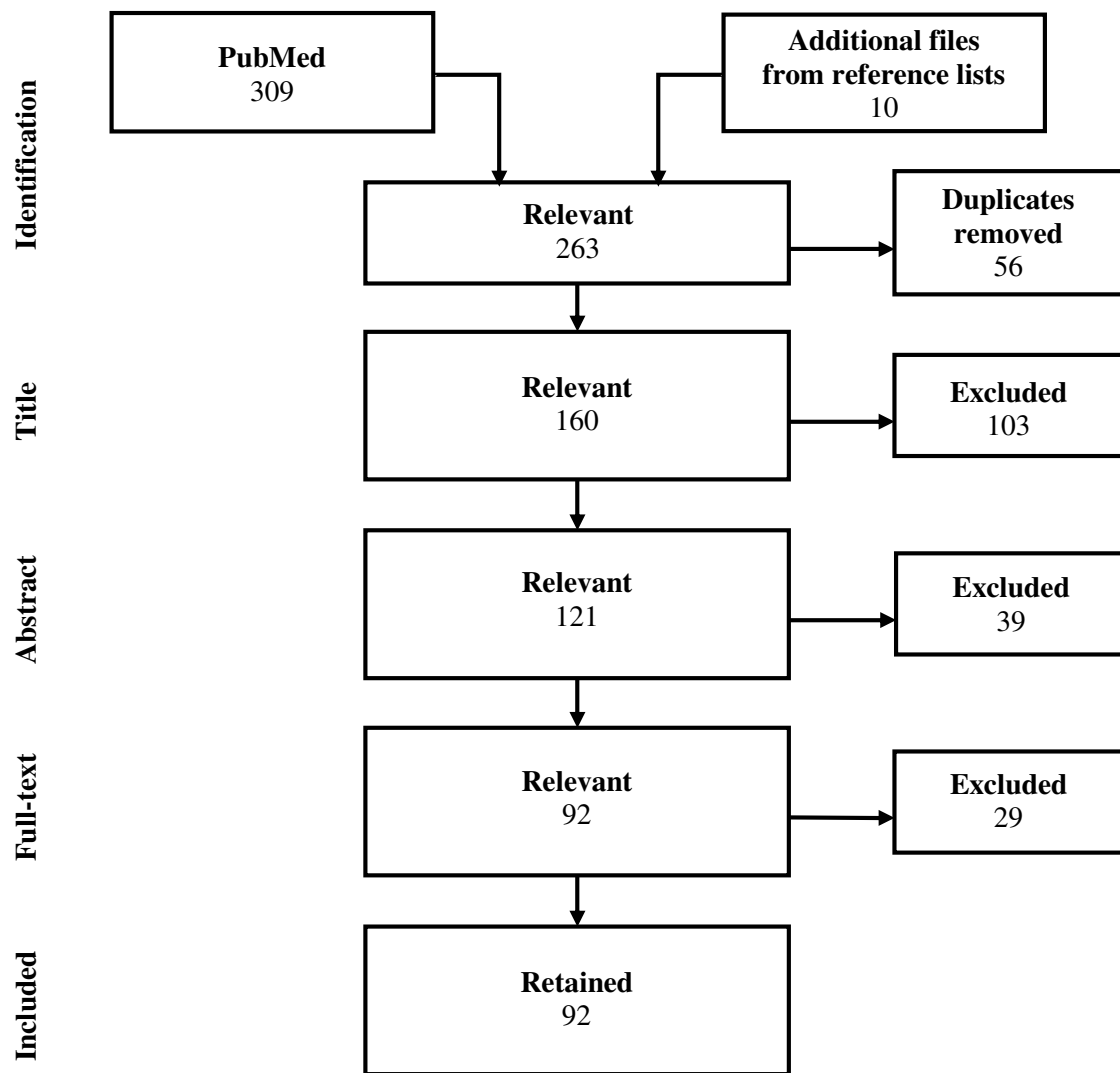 Identification
PubMed
309
Additional files
from reference lists
10
Relevant
263
Duplicates
removed
56
Title
Relevant
160
Excluded
103
Abstract
Relevant
121
Excluded
39
Full-text
Relevant
92
Excluded
29
Included
Retained
92